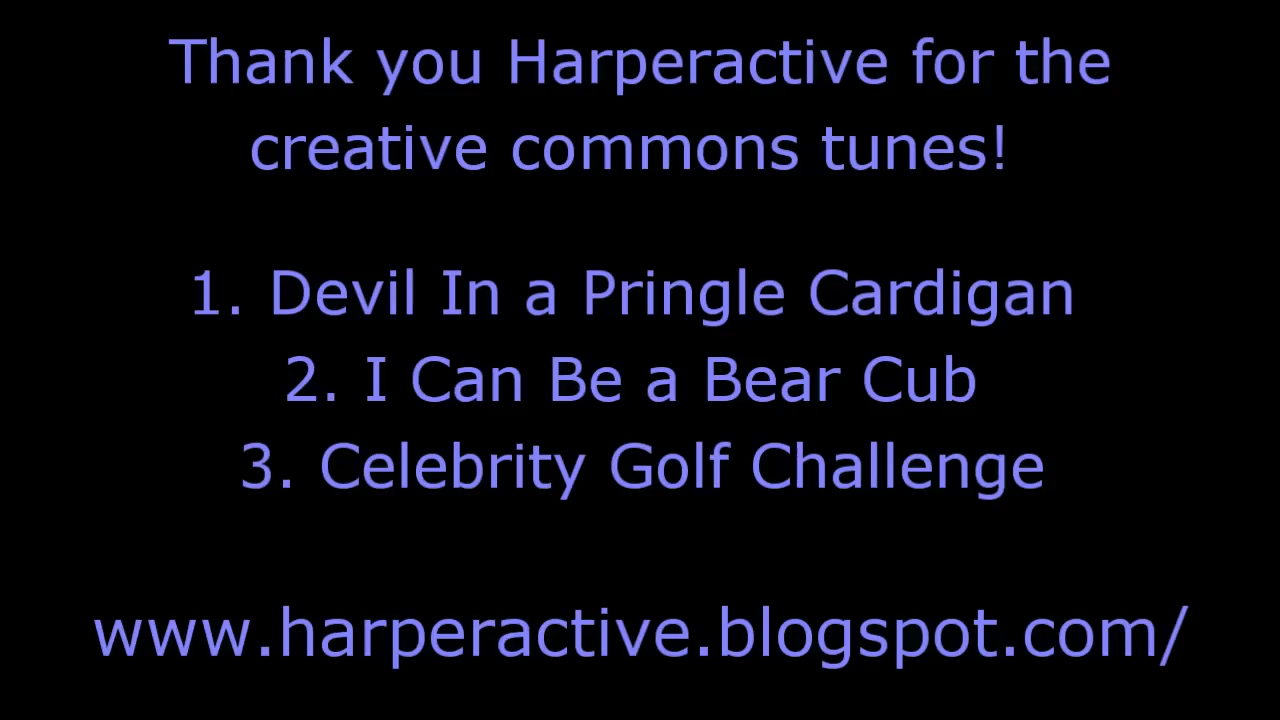 Thank you Harperactive for the
creative commons tunes!
1. Devil In a Pringle Cardigan
2. I Can Be a Bear Cub
3. Celebrity Golf Challenge
www.harperactive.blogspot.com/